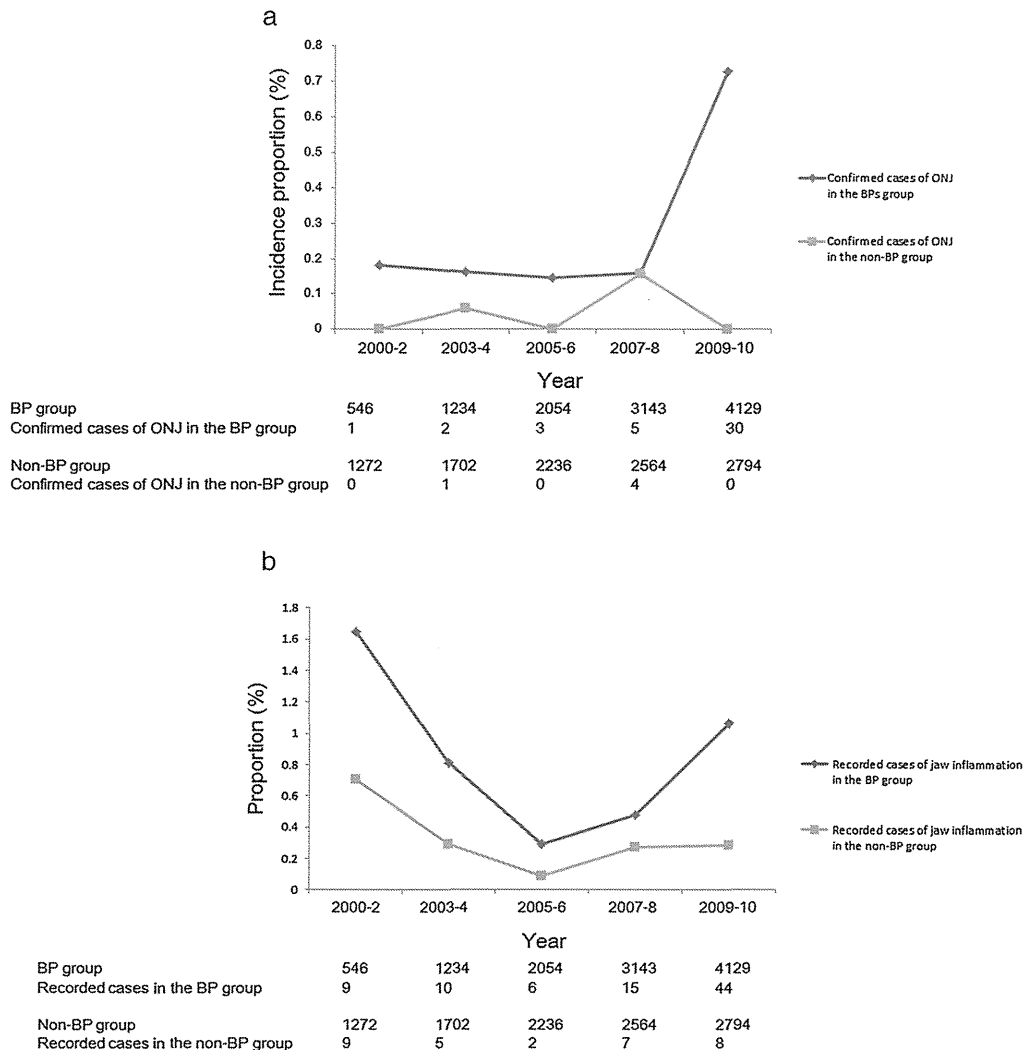 a
0.8
0.7
0.6
0.5
0.4
0.3
0.2
0.1
0
Incidence proportion (%)
2000-2 2003-4 2005-6 2007-8 2009-10
Year
Confirmed cases of ONJ
in the BPs group
Confirmed cases of ONJ
in the non-BP group
BP group 546 1234 2054 3143 4129
Confirmed cases of ONJ in the BP group 1 2 3 5 30
Non-BP group 1272 1702 2236 2564 2794
Confirmed cases of ONJ in the non-BP group 0 1 0 4 0
b
1.8
1.6
1.4
1.2
1
0.8
0.6
0.4
0.2
0
Proportion (%)
2000-2 2003-4 2005-6 2007-8 2009-10
Year
Recorded cases of jaw inflammation
in the BP group
Recorded cases of jaw inflammation
in the non-BP group
BP group 546 1234 2054 3143 4129
Recorded cases in the BP group 9 10 6 15 44
Non-BP group 1272 1702 2236 2564 2794
Recorded cases in the non-BP group 9 5 2 7 8